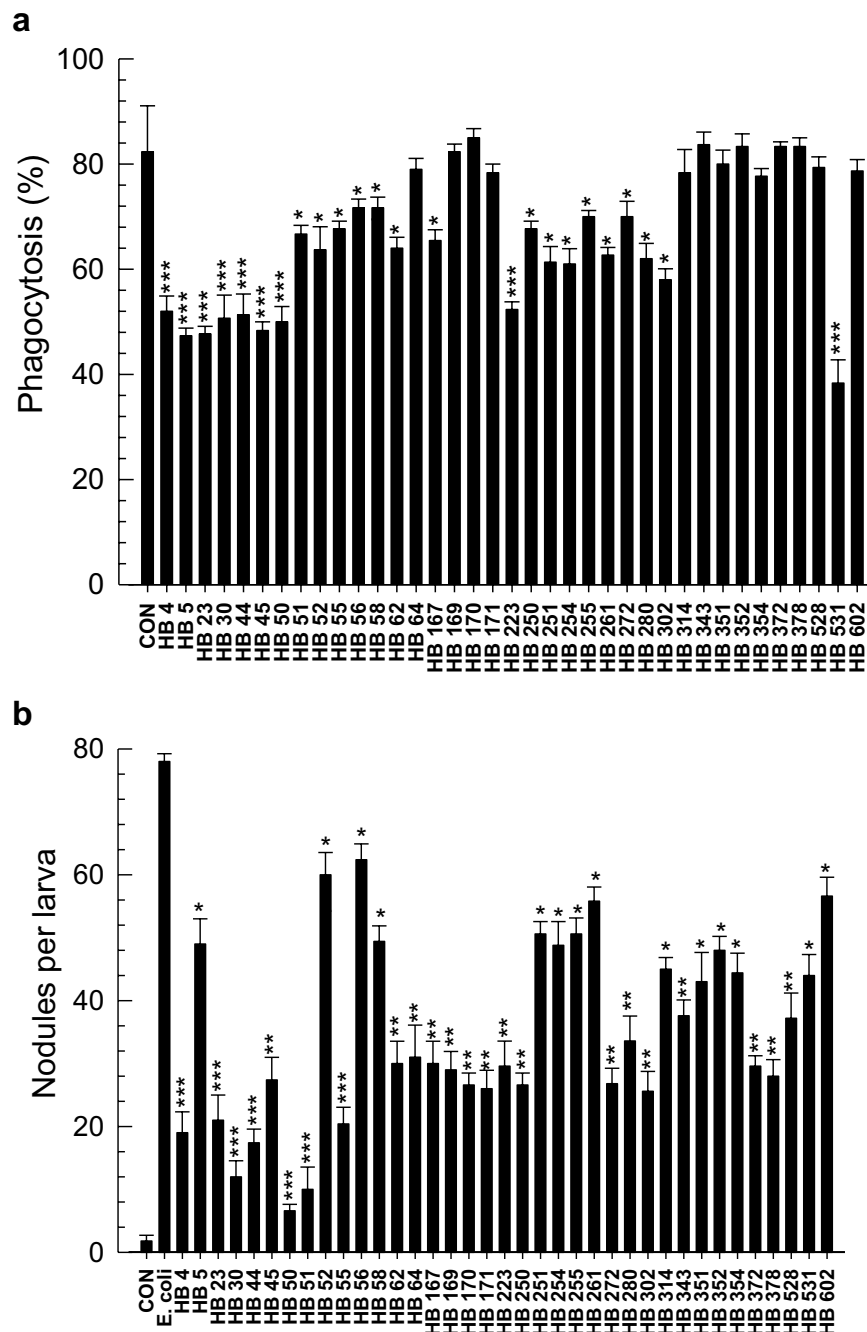 a
Phagocytosis (%)
100
80
60
40
20
0
***
***
***
***
***
***
***
*
*
*
*
*
*
*
***
*
*
*
*
*
*
*
*
***
CON
HB 4
HB 5
HB 23
HB 30
HB 44
HB 45
HB 50
HB 51
HB 52
HB 55
HB 56
HB 58
HB 62
HB 64
HB 167
HB 169
HB 170
HB 171
HB 223
HB 250
HB 251
HB 254
HB 255
HB 261
HB 272
HB 280
HB 302
HB 314
HB 343
HB 351
HB 352
HB 354
HB 372
HB 378
HB 528
HB 531
HB 602
b
Nodules per larva
80
60
40
20
0
***
*
***
***
***
**
***
***
*
***
*
*
**
**
**
**
**
**
**
**
*
*
*
*
**
**
**
*
**
*
*
*
**
**
**
*
*
CON
E. coli
HB 4
HB 5
HB 23
HB 30
HB 44
HB 45
HB 50
HB 51
HB 52
HB 55
HB 56
HB 58
HB 62
HB 64
HB 167
HB 169
HB 170
HB 171
HB 223
HB 250
HB 251
HB 254
HB 255
HB 261
HB 272
HB 280
HB 302
HB 314
HB 343
HB 351
HB 352
HB 354
HB 372
HB 378
HB 528
HB 531
HB 602